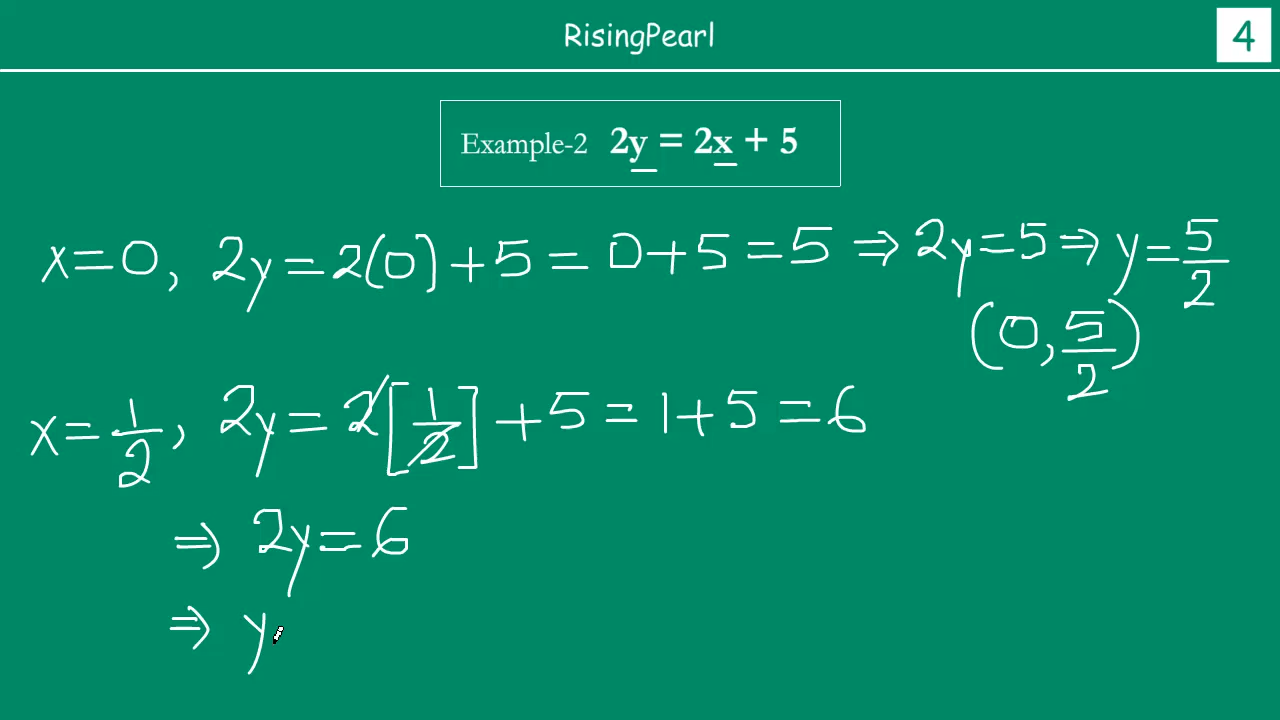 RisingPearl
4
Example-2 2y = 2x + 5
x=0, 2y=2(0)+5=0+5=5⇒2y=5⇒y=5/2
(0, 5/2)
x=1/2, 2y=2[1/2]+5=1+5=6
⇒ 2y=6
⇒ y